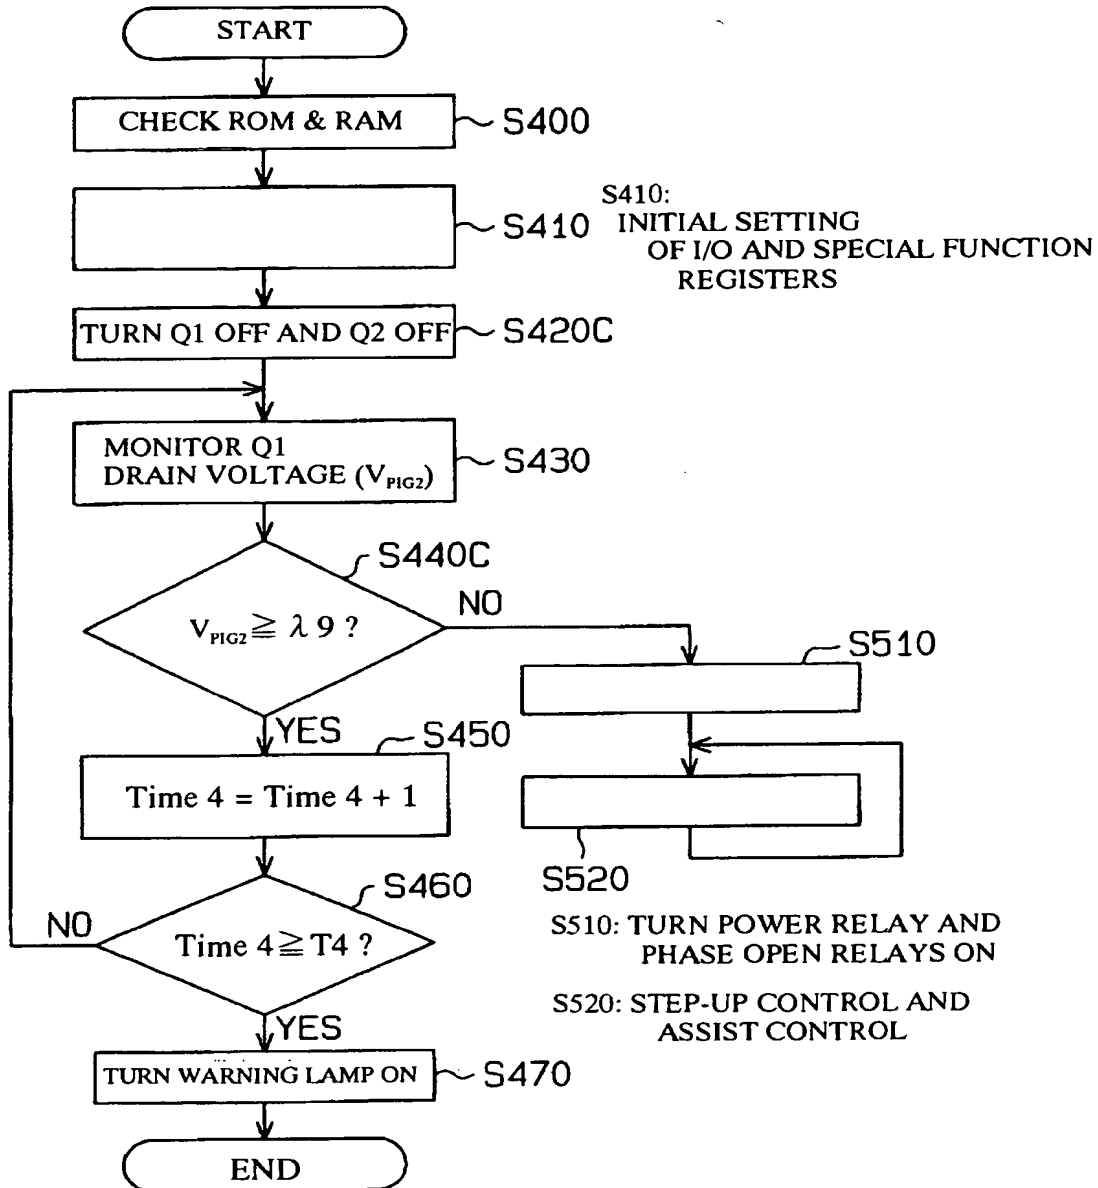 START
CHECK ROM & RAM
S400
S410
S410:
INITIAL SETTING
OF I/O AND SPECIAL FUNCTION
REGISTERS
TURN Q1 OFF AND Q2 OFF
S420C
MONITOR Q1
DRAIN VOLTAGE (V_PIG2)
S430
S440C
V_PIG2 ≧ λ 9 ?
NO
YES
S510
S450
Time 4 = Time 4 + 1
S520
S460
NO
Time 4 ≧ T4 ?
YES
S510: TURN POWER RELAY AND
PHASE OPEN RELAYS ON
S520: STEP-UP CONTROL AND
ASSIST CONTROL
TURN WARNING LAMP ON
S470
END